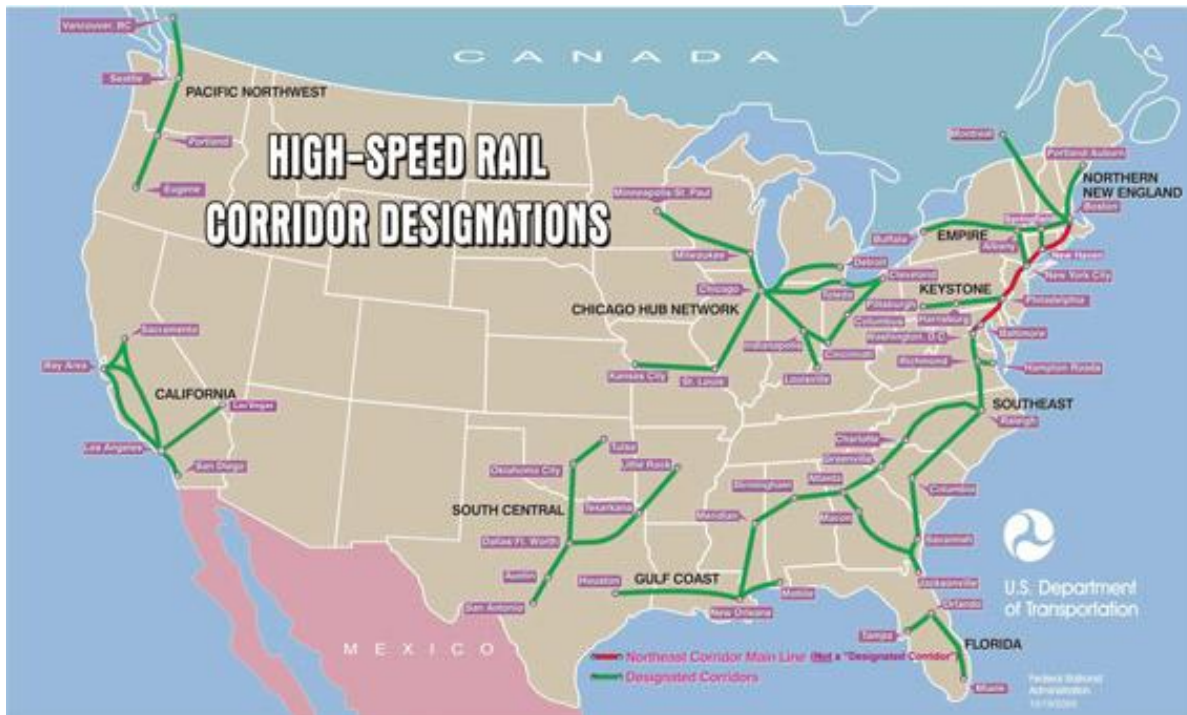 CANADA
Vancouver, BC
Seattle
PACIFIC NORTHWEST
Portland
Eugene
HIGH-SPEED RAIL
CORRIDOR DESIGNATIONS
Montreal
Portland Auburn
NORTHERN
NEW ENGLAND
Boston
Minneapolis St. Paul
Springfield
Buffalo
EMPIRE
Albany
New Haven
Milwaukee
Detroit
Cleveland
New York City
Chicago
Toledo
KEYSTONE
Pittsburgh
Philadelphia
CHICAGO HUB NETWORK
Harrisburg
Columbus
Baltimore
Washington, D.C.
Indianapolis
Cincinnati
Richmond
Hampton Roads
Kansas City
St. Louis
Louisville
Sacramento
Bay Area
CALIFORNIA
Las Vegas
SOUTHEAST
Raleigh
Los Angeles
San Diego
Charlotte
Greenville
Tulsa
Oklahoma City
Little Rock
Birmingham
Atlanta
Columbia
SOUTH CENTRAL
Texarkana
Meridian
Macon
Dallas Ft. Worth
Savannah
Austin
Houston
GULF COAST
Jacksonville
San Antonio
New Orleans
Mobile
Orlando
U.S. Department
of Transportation
Tampa
FLORIDA
Miami
MEXICO
Northeast Corridor Main Line (Not a "Designated Corridor")
Designated Corridors
Federal Railroad
Administration